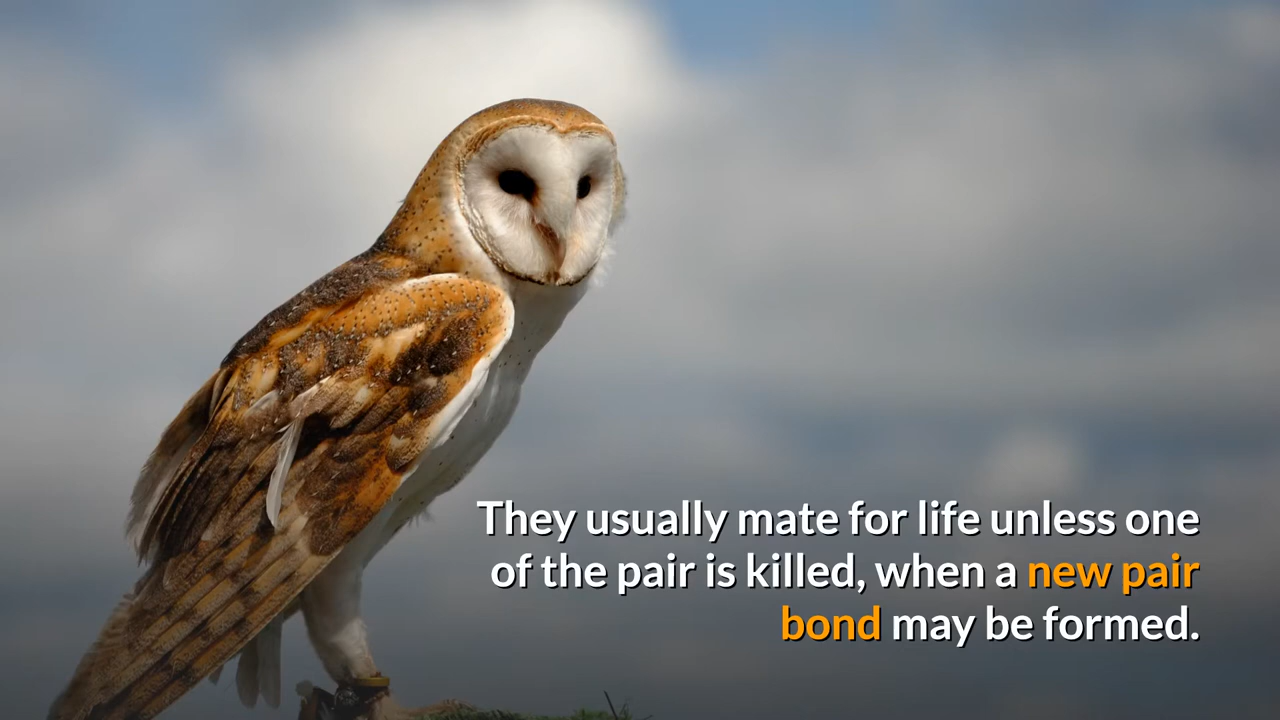 They usually mate for life unless one
of the pair is killed, when a new pair
bond may be formed.